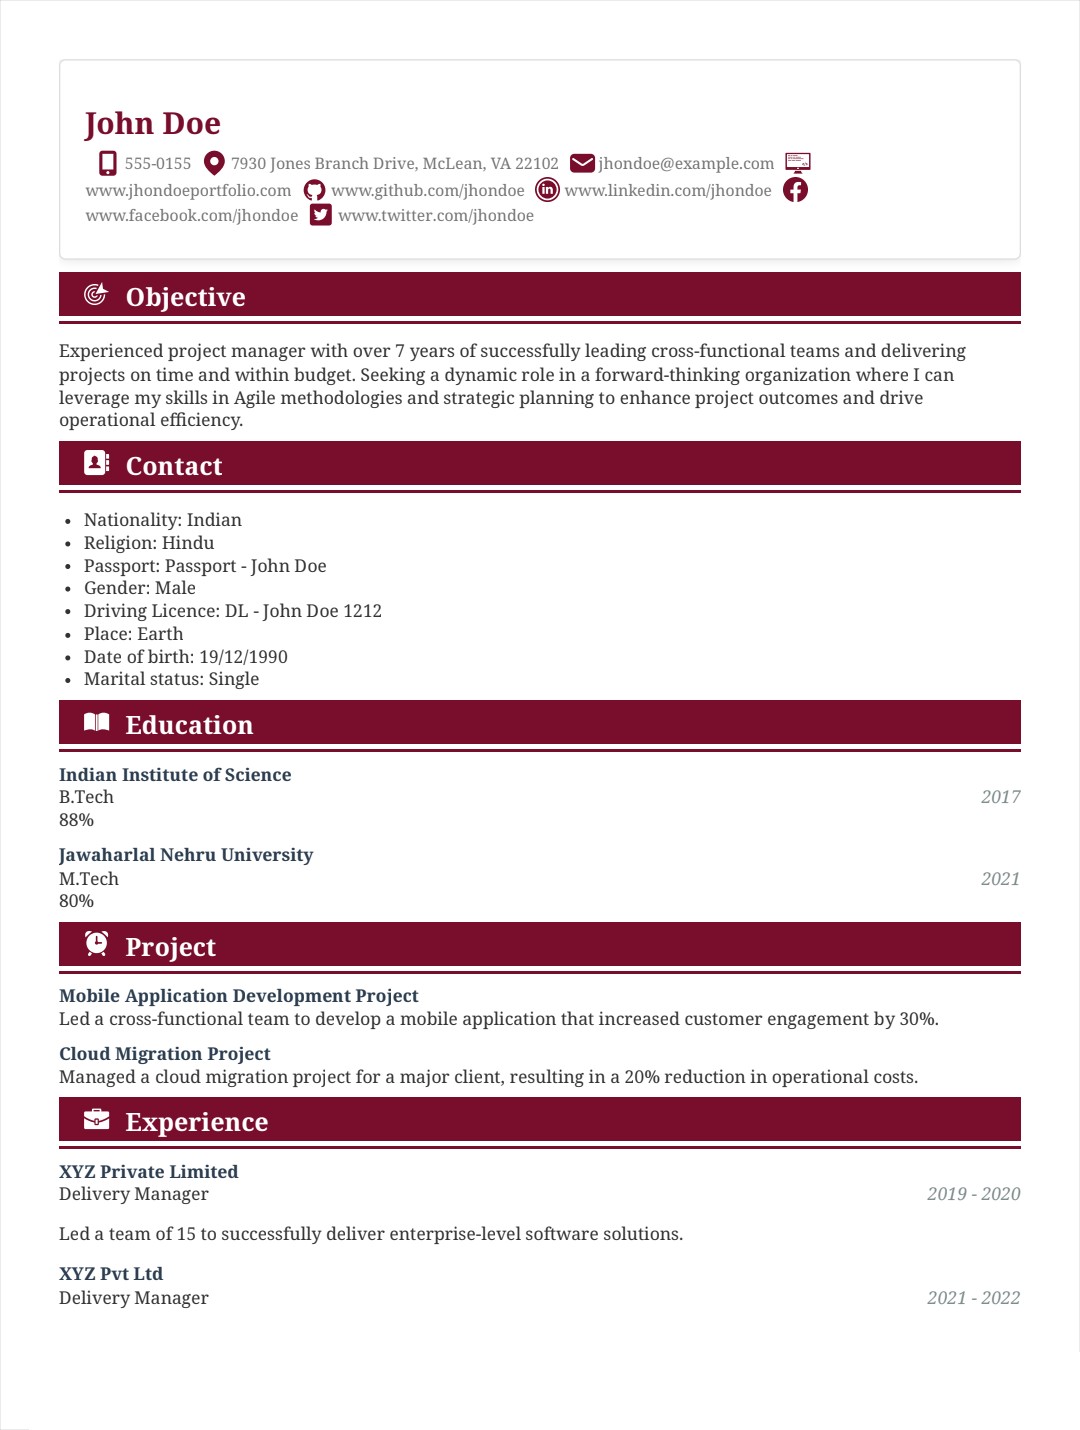 John Doe
555-0155 7930 Jones Branch Drive, McLean, VA 22102 jhondoe@example.com
www.jhondoeportfolio.com www.github.com/jhondoe www.linkedin.com/jhondoe
www.facebook.com/jhondoe www.twitter.com/jhondoe
Objective
Experienced project manager with over 7 years of successfully leading cross-functional teams and delivering
projects on time and within budget. Seeking a dynamic role in a forward-thinking organization where I can
leverage my skills in Agile methodologies and strategic planning to enhance project outcomes and drive
operational efficiency.
Contact
• Nationality: Indian
• Religion: Hindu
• Passport: Passport - John Doe
• Gender: Male
• Driving Licence: DL - John Doe 1212
• Place: Earth
• Date of birth: 19/12/1990
• Marital status: Single
Education
Indian Institute of Science
B.Tech 2017
88%
Jawaharlal Nehru University
M.Tech 2021
80%
Project
Mobile Application Development Project
Led a cross-functional team to develop a mobile application that increased customer engagement by 30%.
Cloud Migration Project
Managed a cloud migration project for a major client, resulting in a 20% reduction in operational costs.
Experience
XYZ Private Limited
Delivery Manager 2019 - 2020
Led a team of 15 to successfully deliver enterprise-level software solutions.
XYZ Pvt Ltd
Delivery Manager 2021 - 2022